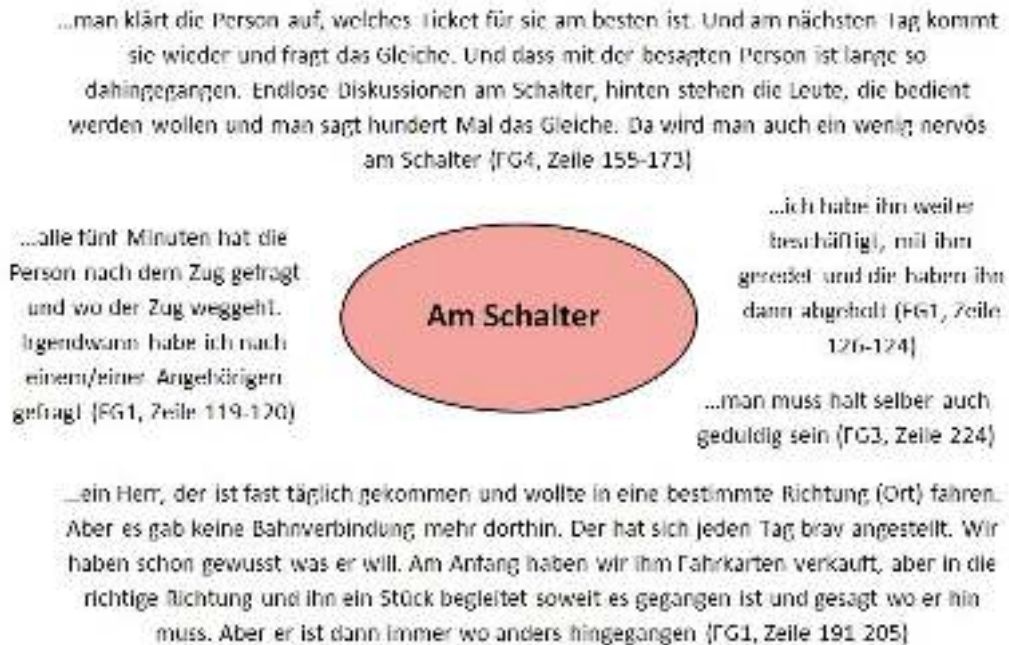 ...man klärt die Person auf, welches Ticket für sie am besten ist. Und am nächsten Tag kommt
sie wieder und fragt das Gleiche. Und dass mit der besagten Person ist lange so
dahingegangen. Endlose Diskussionen am Schalter, hinten stehen die Leute, die bedient
werden wollen und man sagt hundert Mal das Gleiche. Da wird man auch ein wenig nervös
am Schalter (FG4, Zeile 155-173)
...alle fünf Minuten hat die
Person nach dem Zug gefragt
und wo der Zug weggeht.
Irgendwann habe ich nach
einem/einer Angehörigen
gefragt (FG1, Zeile 119-120)
Am Schalter
...ich habe ihn weiter
beschäftigt, mit ihm
geredet und die haben ihn
dann abgeholt (FG1, Zeile
126-124)
...man muss halt selber auch
geduldig sein (FG3, Zeile 224)
...ein Herr, der ist fast täglich gekommen und wollte in eine bestimmte Richtung (Ort) fahren.
Aber es gab keine Bahnverbindung mehr dorthin. Der hat sich jeden Tag brav angestellt. Wir
haben schon gewusst was er will. Am Anfang haben wir ihm Fahrkarten verkauft, aber in die
richtige Richtung und ihn ein Stück begleitet soweit es gegangen ist und gesagt wo er hin
muss. Aber er ist dann immer wo anders hingegangen (FG1, Zeile 191-205)